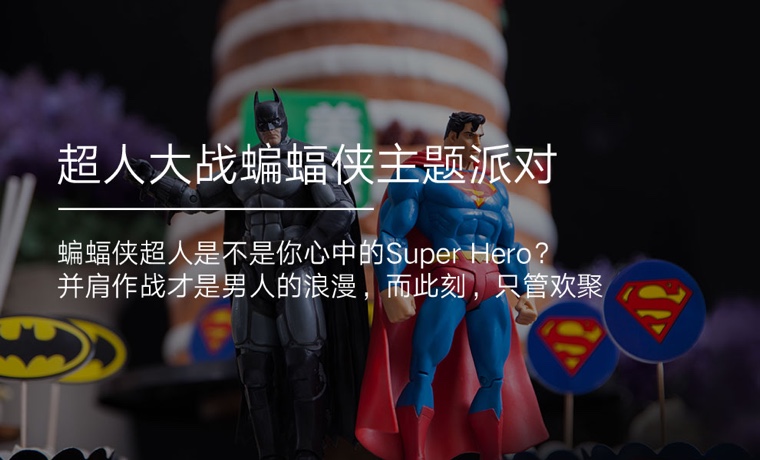 超人大战蝙蝠侠主题派对
蝙蝠侠超人是不是你心中的Super Hero？
并肩作战才是男人的浪漫，而此刻，只管欢聚